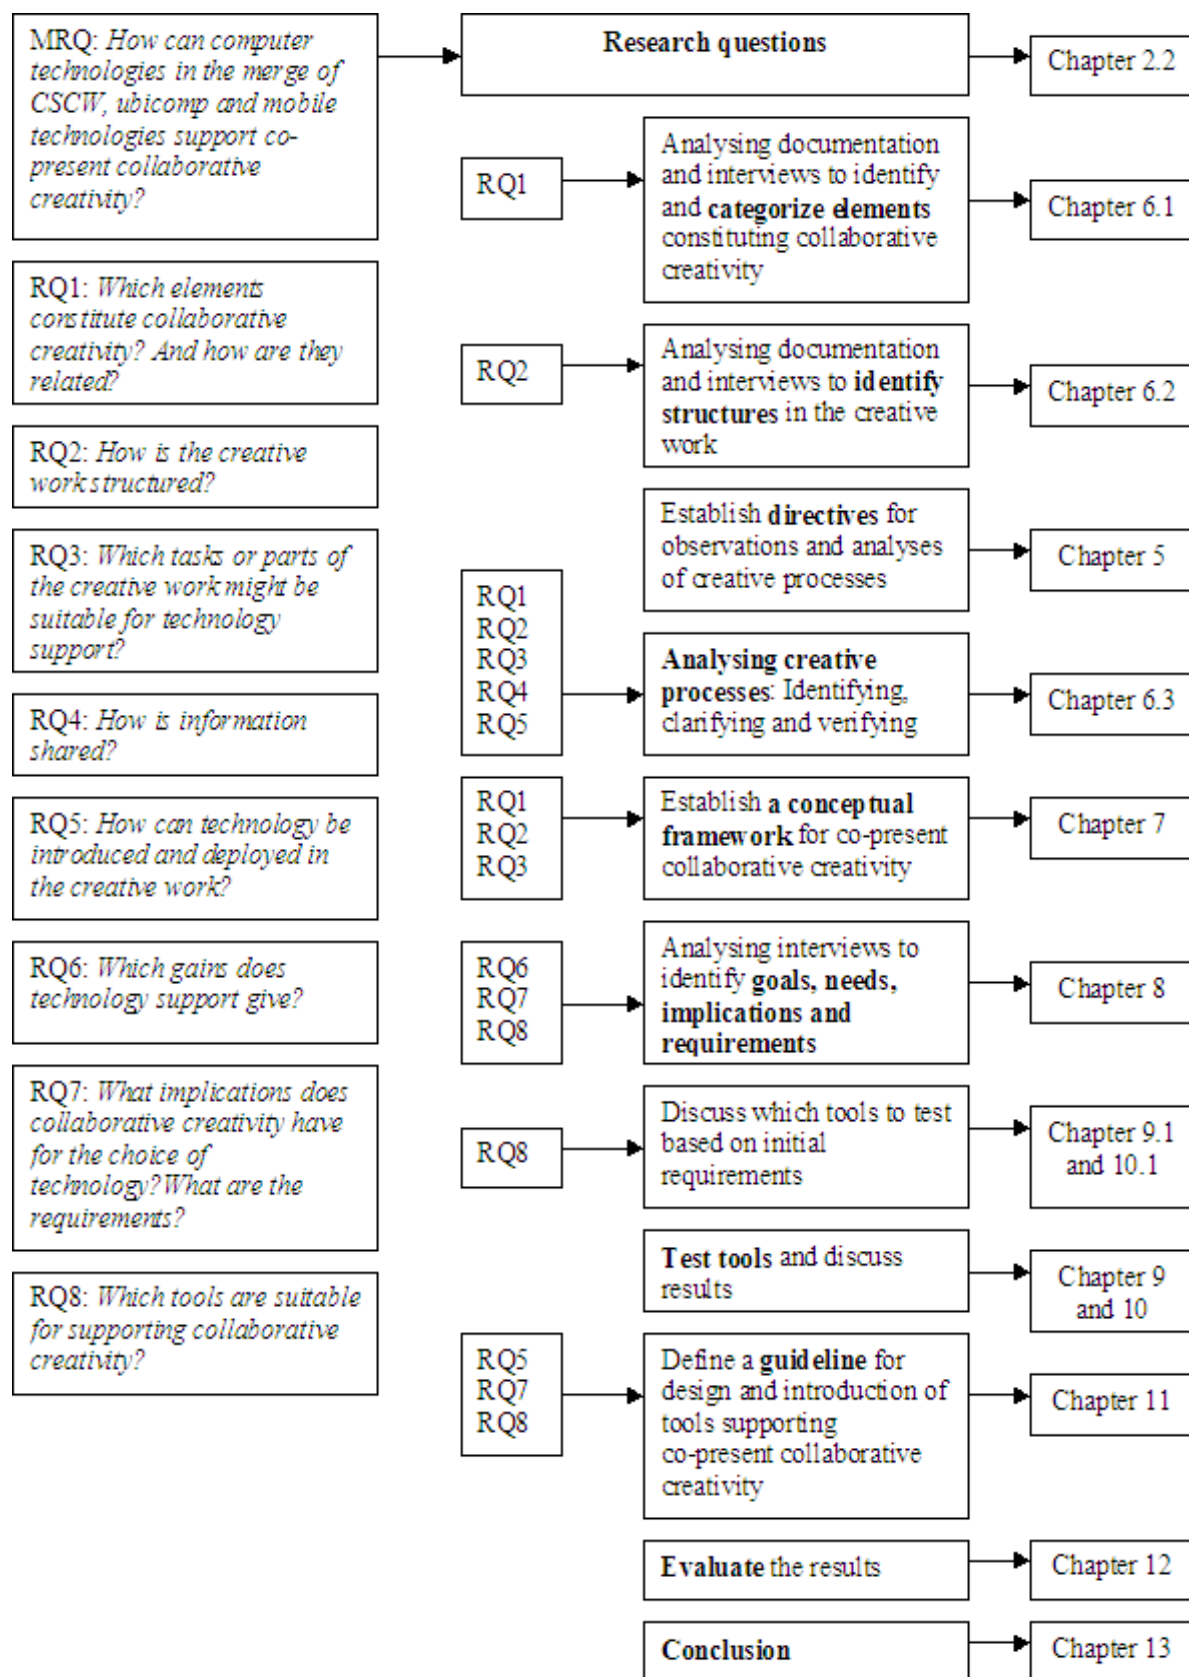 MRQ: How can computer
technologies in the merge of
CSCW, ubicomp and mobile
technologies support co-
present collaborative
creativity?
RQ1: Which elements
constitute collaborative
creativity? And how are they
related?
RQ2: How is the creative
work structured?
RQ3: Which tasks or parts of
the creative work might be
suitable for technology
support?
RQ4: How is information
shared?
RQ5: How can technology be
introduced and deployed in
the creative work?
RQ6: Which gains does
technology support give?
RQ7: What implications does
collaborative creativity have
for the choice of
technology? What are the
requirements?
RQ8: Which tools are suitable
for supporting collaborative
creativity?
Research questions
Chapter 2.2
RQ1
Analysing documentation
and interviews to identify
and categorize elements
constituting collaborative
creativity
Chapter 6.1
RQ2
Analysing documentation
and interviews to identify
structures in the creative
work
Chapter 6.2
Establish directives for
observations and analyses
of creative processes
Chapter 5
RQ1
RQ2
RQ3
RQ4
RQ5
Analysing creative
processes: Identifying,
clarifying and verifying
Chapter 6.3
RQ1
RQ2
RQ3
Establish a conceptual
framework for co-present
collaborative creativity
Chapter 7
RQ6
RQ7
RQ8
Analysing interviews to
identify goals, needs,
implications and
requirements
Chapter 8
RQ8
Discuss which tools to test
based on initial
requirements
Chapter 9.1
and 10.1
Test tools and discuss
results
Chapter 9
and 10
RQ5
RQ7
RQ8
Define a guideline for
design and introduction of
tools supporting
co-present collaborative
creativity
Chapter 11
Evaluate the results
Chapter 12
Conclusion
Chapter 13